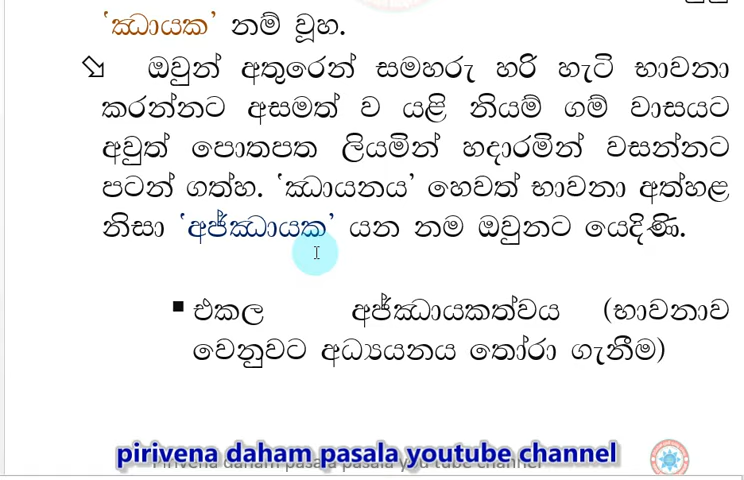 ‘ඣායක’ නම් වූහ.
ඔවුන් අතුරෙන් සමහරු හරි හැටි භාවනා
කරන්නට අසමත් ව යළි නියම් ගම් වාසයට
අවුත් පොතපත ලියමින් හදාරමින් වසන්නට
පටන් ගත්හ. ‘ඣායනය’ හෙවත් භාවනා අත්හළ
නිසා ‘අජ්ඣායක’ යන නම ඔවුනට යෙදිණි.
▪ එකල අජ්ඣායකත්වය (භාවනාව
වෙනුවට අධ්‍යයනය තෝරා ගැනීම)
pirivena daham pasala youtube channel